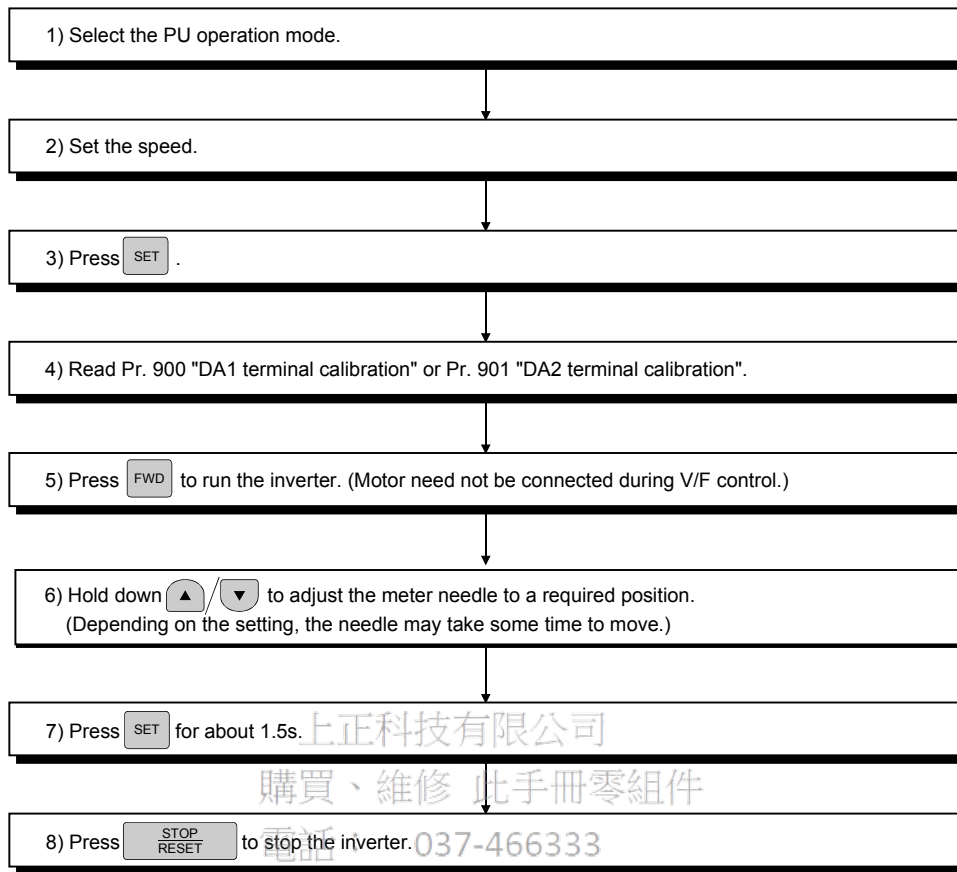 1) Select the PU operation mode.
2) Set the speed.
3) Press SET .
4) Read Pr. 900 "DA1 terminal calibration" or Pr. 901 "DA2 terminal calibration".
5) Press FWD to run the inverter. (Motor need not be connected during V/F control.)
6) Hold down ▲/▼ to adjust the meter needle to a required position.
(Depending on the setting, the needle may take some time to move.)
7) Press SET for about 1.5s.
上正科技有限公司
購買、維修 此手冊零組件
8) Press STOP/RESET to stop the inverter.
電話： 037-466333